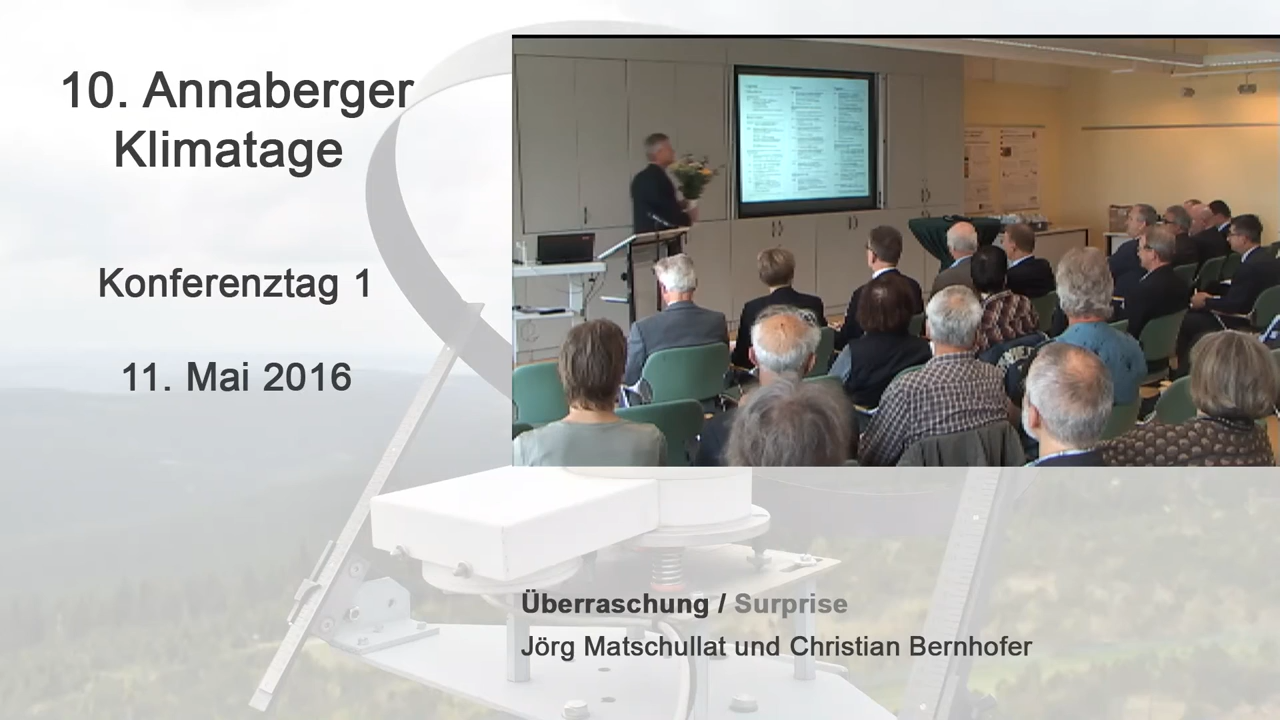 10. Annaberger
Klimatage
Konferenztag 1
11. Mai 2016
Überraschung / Surprise
Jörg Matschullat und Christian Bernhofer